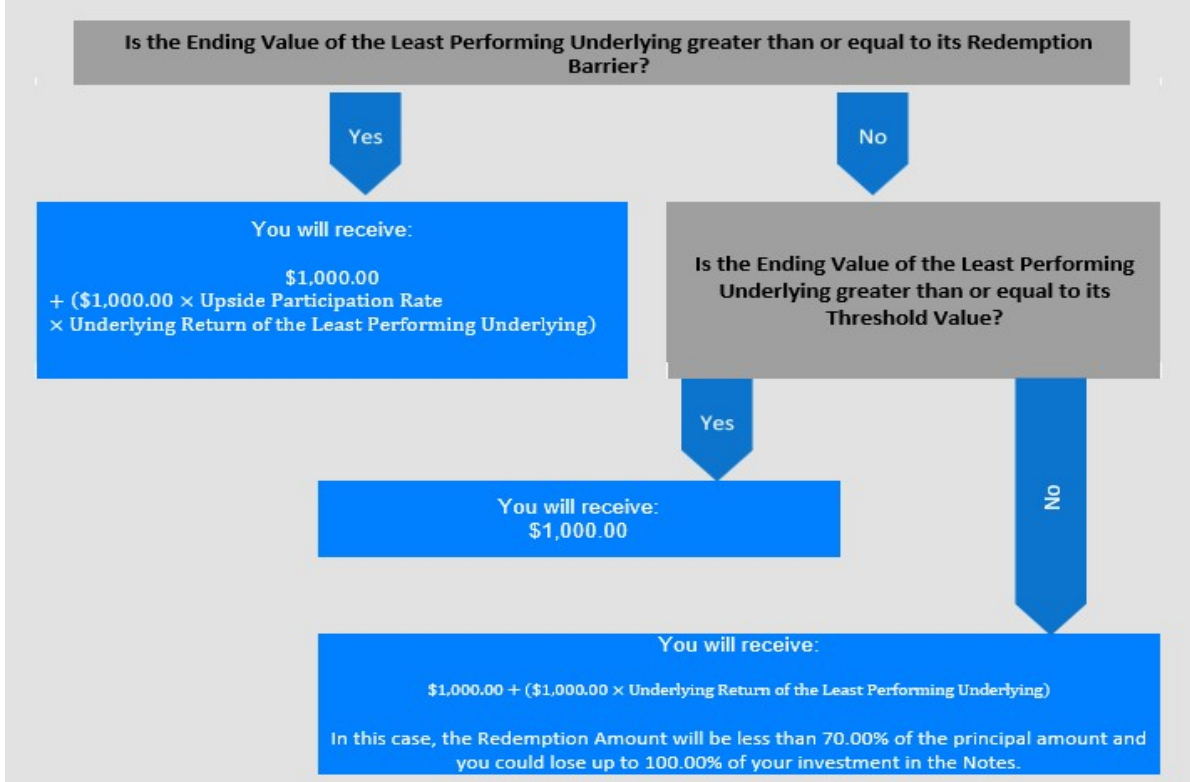 Is the Ending Value of the Least Performing Underlying greater than or equal to its Redemption
Barrier?
Yes
No
You will receive:
$1,000.00
+ ($1,000.00 × Upside Participation Rate
× Underlying Return of the Least Performing Underlying)
Is the Ending Value of the Least Performing
Underlying greater than or equal to its
Threshold Value?
Yes
No
You will receive:
$1,000.00
You will receive:
$1,000.00 + ($1,000.00 × Underlying Return of the Least Performing Underlying)
In this case, the Redemption Amount will be less than 70.00% of the principal amount and
you could lose up to 100.00% of your investment in the Notes.